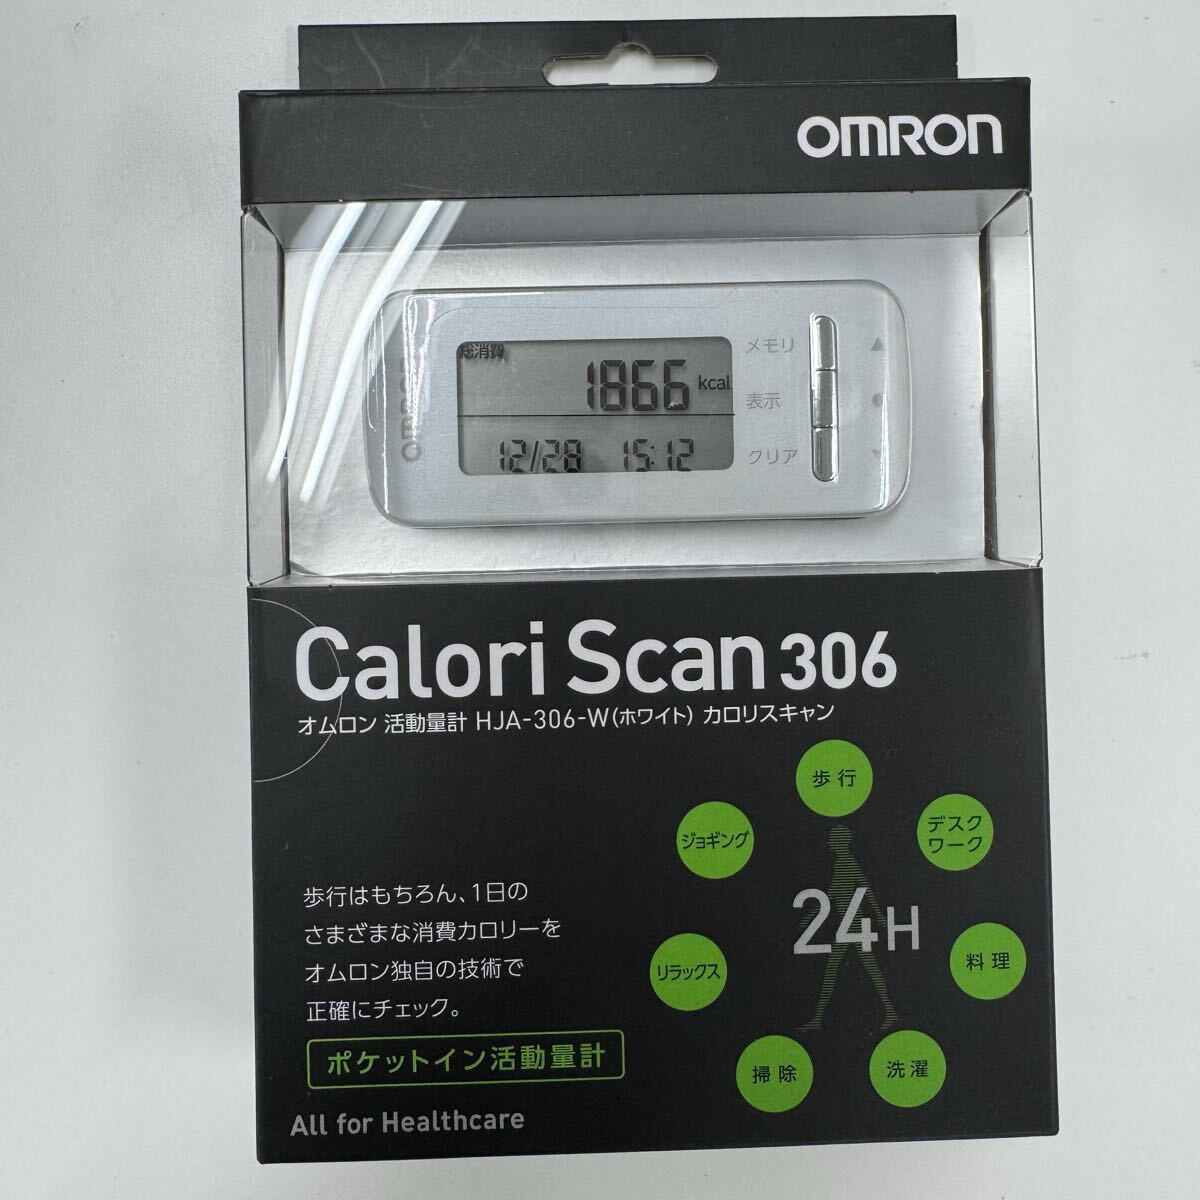 OMRON
OMRON
総消費
1866 kcal
12/28 15:12
メモリ
表示
クリア
Calori Scan 306
オムロン 活動量計 HJA-306-W(ホワイト) カロリスキャン
歩行
ジョギング
デスク
ワーク
24H
リラックス
料理
掃除
洗濯
歩行はもちろん、1日の
さまざまな消費カロリーを
オムロン独自の技術で
正確にチェック。
ポケットイン活動量計
All for Healthcare